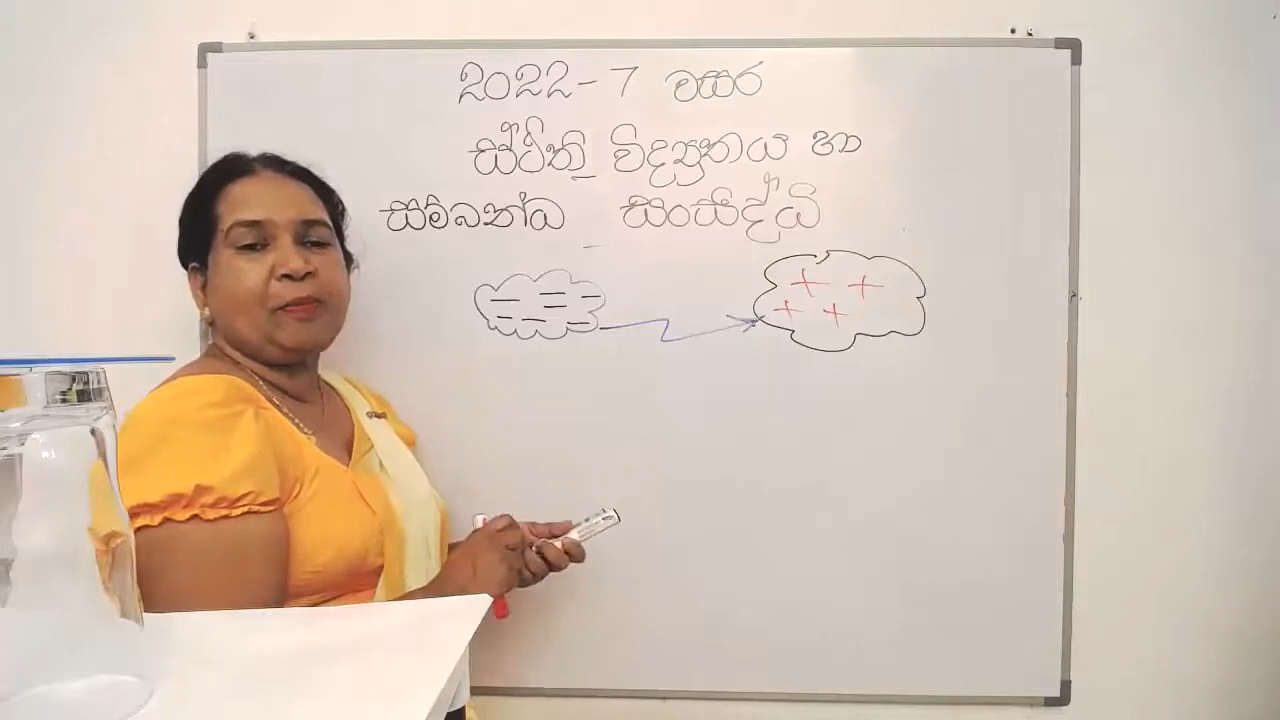 2022-7 වසර
ස්ථිති විද්‍යුතය හා
සම්බන්ධ සංසිද්ධි